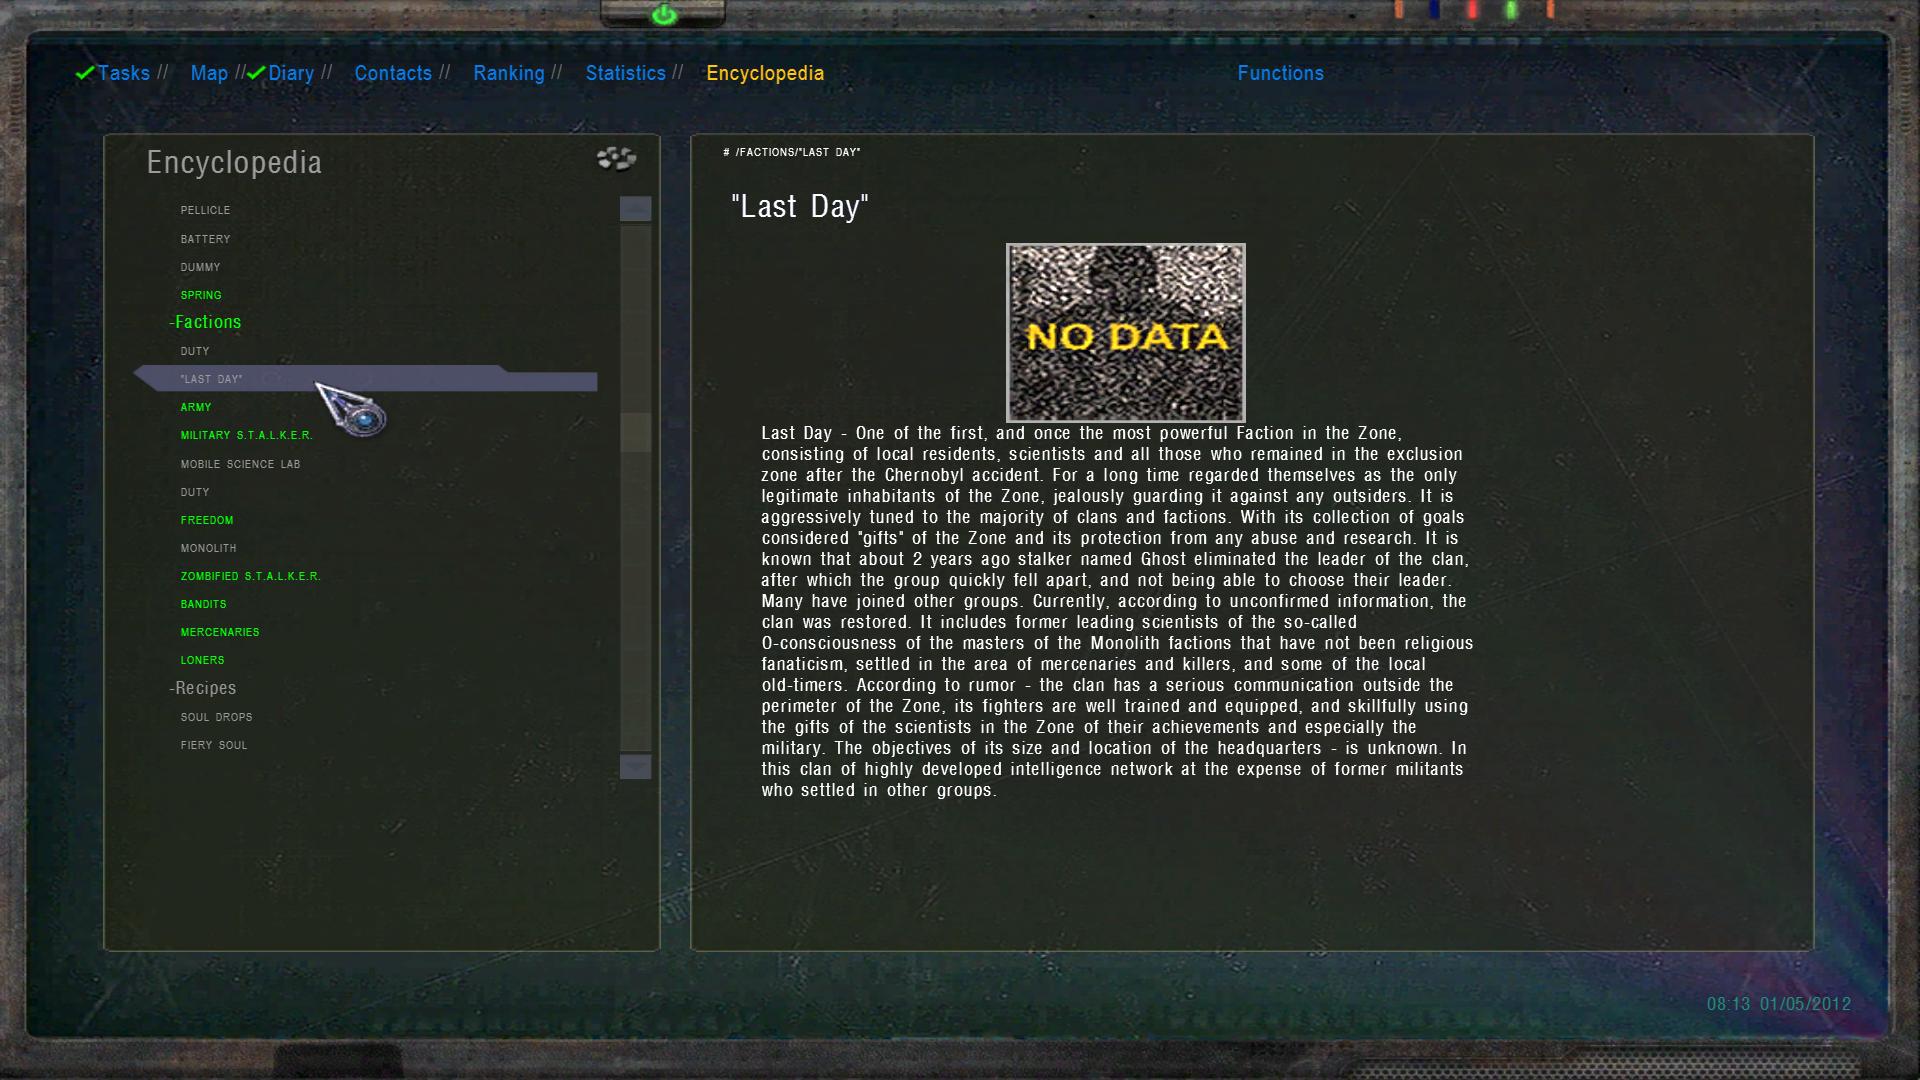 Tasks // Map // Diary // Contacts // Ranking // Statistics // Encyclopedia
Functions
Encyclopedia
PELLICLE
BATTERY
DUMMY
SPRING
-Factions
DUTY
"LAST DAY"
ARMY
MILITARY S.T.A.L.K.E.R.
MOBILE SCIENCE LAB
DUTY
FREEDOM
MONOLITH
ZOMBIFIED S.T.A.L.K.E.R.
BANDITS
MERCENARIES
LONERS
-Recipes
SOUL DROPS
FIERY SOUL
# /FACTIONS/"LAST DAY"
"Last Day"
NO DATA
Last Day - One of the first, and once the most powerful Faction in the Zone,
consisting of local residents, scientists and all those who remained in the exclusion
zone after the Chernobyl accident. For a long time regarded themselves as the only
legitimate inhabitants of the Zone, jealously guarding it against any outsiders. It is
aggressively tuned to the majority of clans and factions. With its collection of goals
considered "gifts" of the Zone and its protection from any abuse and research. It is
known that about 2 years ago stalker named Ghost eliminated the leader of the clan,
after which the group quickly fell apart, and not being able to choose their leader.
Many have joined other groups. Currently, according to unconfirmed information, the
clan was restored. It includes former leading scientists of the so-called
O-consciousness of the masters of the Monolith factions that have not been religious
fanaticism, settled in the area of mercenaries and killers, and some of the local
old-timers. According to rumor - the clan has a serious communication outside the
perimeter of the Zone, its fighters are well trained and equipped, and skillfully using
the gifts of the scientists in the Zone of their achievements and especially the
military. The objectives of its size and location of the headquarters - is unknown. In
this clan of highly developed intelligence network at the expense of former militants
who settled in other groups.
08:13 01/05/2012